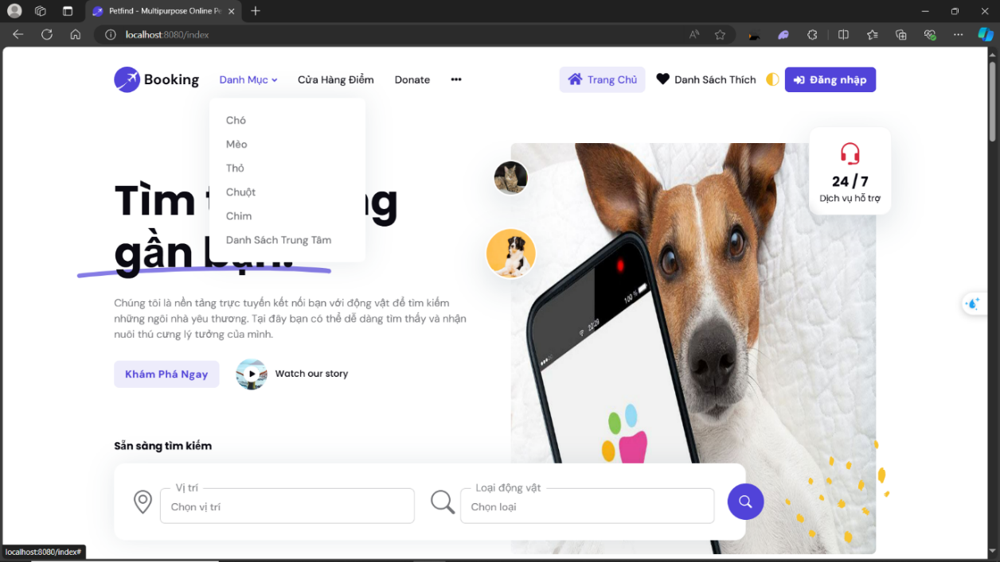 Petfind - Multipurpose Online Pe
localhost:8080/index
Booking
Danh Mục
Cửa Hàng Điểm
Donate
•••
Trang Chủ
Danh Sách Thích
Đăng nhập
Chó
Mèo
Thỏ
Chuột
Chim
Danh Sách Trung Tâm
24 / 7
Dịch vụ hỗ trợ
Tìm t g
gần bạn.
Chúng tôi là nền tảng trực tuyến kết nối bạn với động vật để tìm kiếm
những ngôi nhà yêu thương. Tại đây bạn có thể dễ dàng tìm thấy và nhận
nuôi thú cưng lý tưởng của mình.
Khám Phá Ngay
Watch our story
100 %
22:29
Sẵn sàng tìm kiếm
Vị trí
Chọn vị trí
Loại động vật
Chọn loại
localhost:8080/index#